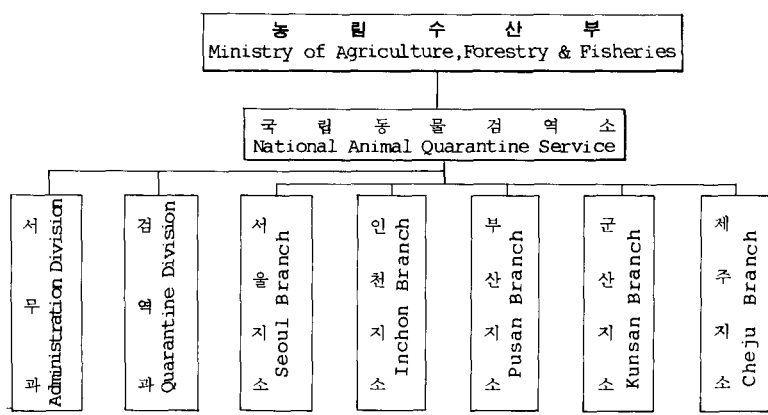 농 림 수 산 부
Ministry of Agriculture,Forestry & Fisheries
국 립 동 물 검 역 소
National Animal Quarantine Service
서 무 과
Administration Division
검 역 과
Quarantine Division
서 울 지 소
Seoul Branch
인 천 지 소
Inchon Branch
부 산 지 소
Pusan Branch
군 산 지 소
Kunsan Branch
제 주 지 소
Cheju Branch